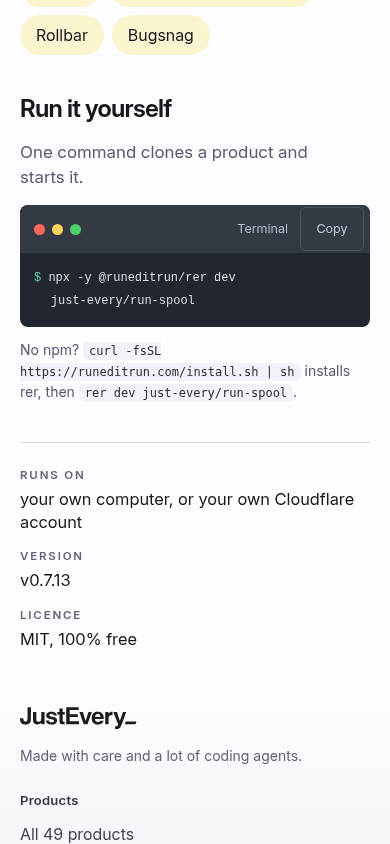 Rollbar
Bugsnag
Run it yourself
One command clones a product and
starts it.
Terminal
Copy
$ npx -y @runeditrun/rer dev
just-every/run-spool
No npm? curl -fsSL
https://runeditrun.com/install.sh | sh installs
rer, then rer dev just-every/run-spool.
RUNS ON
your own computer, or your own Cloudflare
account
VERSION
v0.7.13
LICENCE
MIT, 100% free
JustEvery_
Made with care and a lot of coding agents.
Products
All 49 products